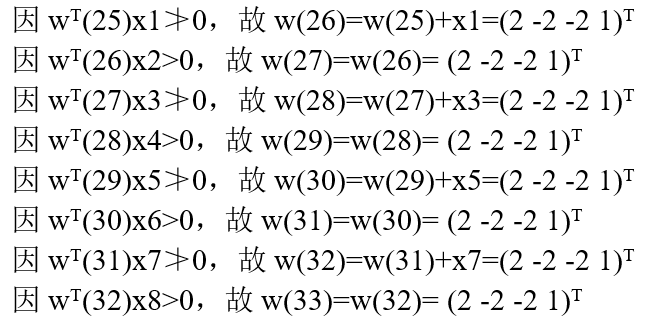 因 wᵀ(25)x1≯0，故 w(26)=w(25)+x1=(2 -2 -2 1)ᵀ
因 wᵀ(26)x2>0，故 w(27)=w(26)= (2 -2 -2 1)ᵀ
因 wᵀ(27)x3≯0，故 w(28)=w(27)+x3=(2 -2 -2 1)ᵀ
因 wᵀ(28)x4>0，故 w(29)=w(28)= (2 -2 -2 1)ᵀ
因 wᵀ(29)x5≯0，故 w(30)=w(29)+x5=(2 -2 -2 1)ᵀ
因 wᵀ(30)x6>0，故 w(31)=w(30)= (2 -2 -2 1)ᵀ
因 wᵀ(31)x7≯0，故 w(32)=w(31)+x7=(2 -2 -2 1)ᵀ
因 wᵀ(32)x8>0，故 w(33)=w(32)= (2 -2 -2 1)ᵀ